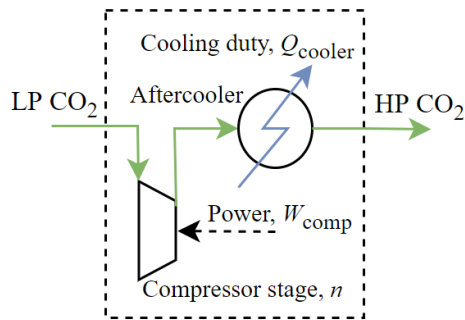 Cooling duty, Q_cooler
LP CO₂
Aftercooler
HP CO₂
Power, W_comp
Compressor stage, n